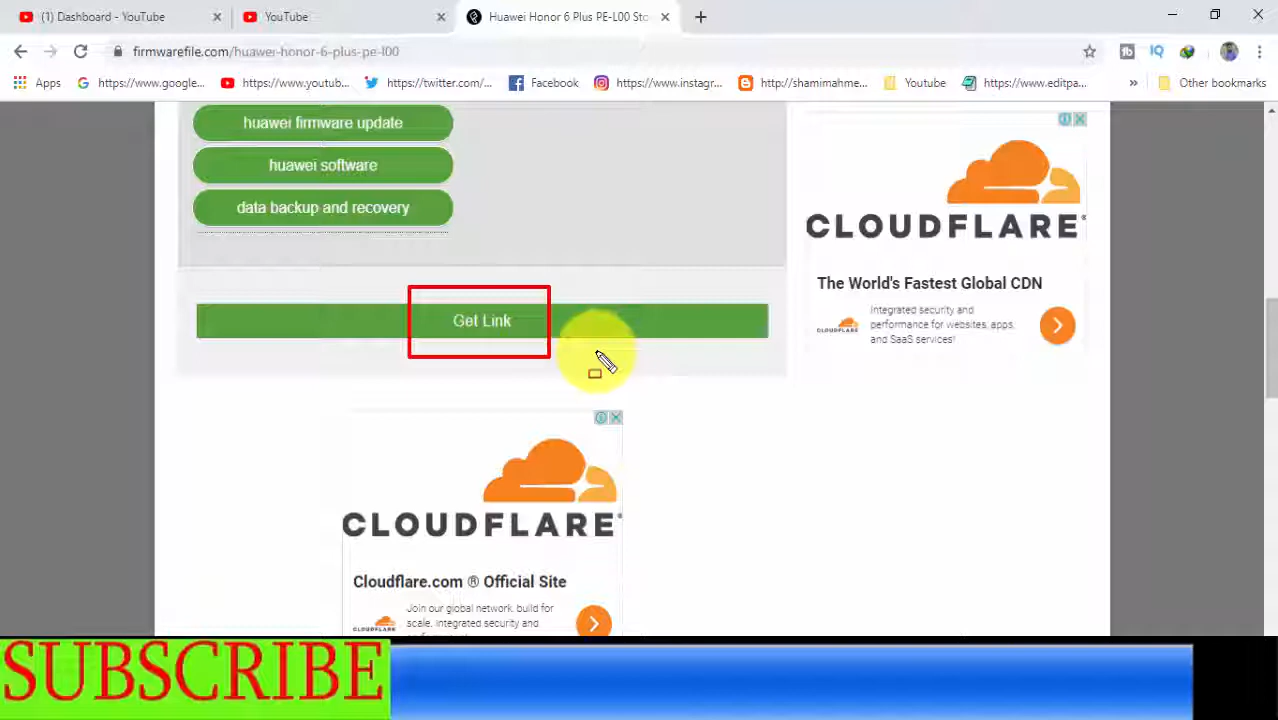 (1) Dashboard - YouTube
YouTube
Huawei Honor 6 Plus PE-L00 Sto
firmwarefile.com/huawei-honor-6-plus-pe-l00
Apps
https://www.google...
https://www.youtub...
https://twitter.com/...
Facebook
https://www.instagr...
http://shamimahme...
Youtube
https://www.editpa...
Other bookmarks
huawei firmware update
huawei software
data backup and recovery
Get Link
CLOUDFLARE
The World's Fastest Global CDN
Integrated security and
performance for websites, apps,
and SaaS services!
CLOUDFLARE
CLOUDFLARE
Cloudflare.com ® Official Site
Join our global network. build for
scale. integrated security and
CLOUDFLARE
SUBSCRIBE